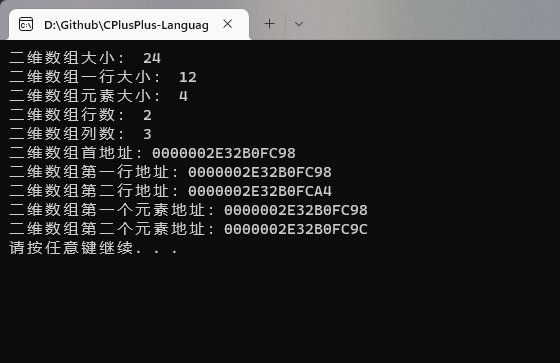 D:\Github\CPlusPlus-Languag
二维数组大小： 24
二维数组一行大小： 12
二维数组元素大小： 4
二维数组行数： 2
二维数组列数： 3
二维数组首地址：0000002E32B0FC98
二维数组第一行地址：0000002E32B0FC98
二维数组第二行地址：0000002E32B0FCA4
二维数组第一个元素地址：0000002E32B0FC98
二维数组第二个元素地址：0000002E32B0FC9C
请按任意键继续. . .